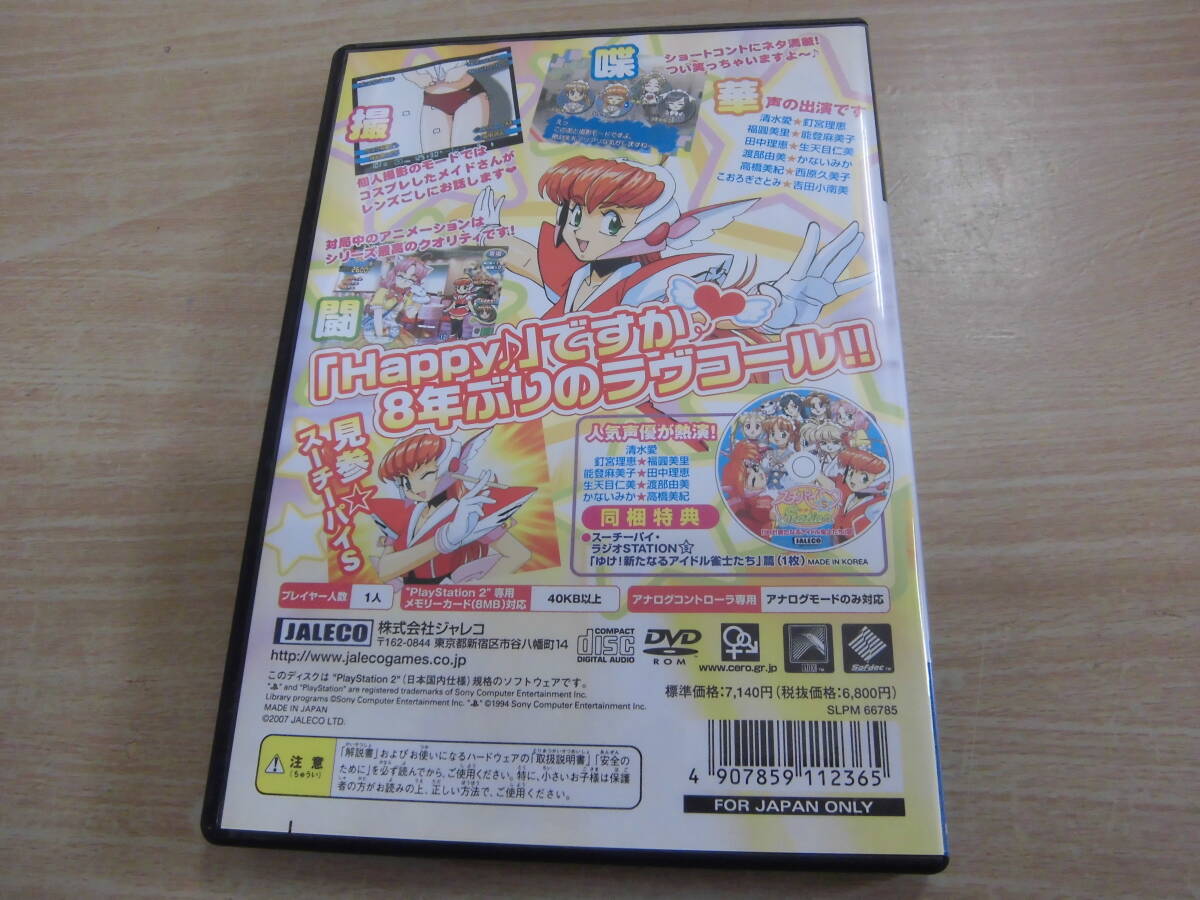 撮
個人撮影のモードでは
コスプレしたメイドさんが
レンズごしにお話します♥
喋
ショートコントにネタ満載!
つい笑っちゃいますよ〜♪
華 声の出演です
清水愛★釘宮理恵
福圓美里★能登麻美子
田中理恵★生天目仁美
渡部由美★かないみか
高橋美紀★西原久美子
こおろぎさとみ★吉田小南美
対局中のアニメーションは
シリーズ最高のクオリティです!
闘
「Happy♪」ですか
8年ぶりのラヴコール!!
見参☆
スーチーパイS
人気声優が熱演!
清水愛
釘宮理恵★福圓美里
能登麻美子★田中理恵
生天目仁美★渡部由美
かないみか★高橋美紀
同梱特典
●スーチーパイ・
ラジオSTATION
「ゆけ!新たなるアイドル雀士たち」篇(1枚) MADE IN KOREA
JALECO
プレイヤー人数 1人
"PlayStation 2"専用
メモリーカード(8MB)対応 40KB以上
アナログコントローラ専用 アナログモードのみ対応
JALECO 株式会社ジャレコ
〒162-0844 東京都新宿区市谷八幡町14
http://www.jalecogames.co.jp
COMPACT disc DIGITAL AUDIO
DVD ROM
www.cero.gr.jp
Sofdec
このディスクは "PlayStation 2"(日本国内仕様)規格のソフトウェアです。
" " and "PlayStation" are registered trademarks of Sony Computer Entertainment Inc.
Library programs ©Sony Computer Entertainment Inc. " " ©1994 Sony Computer Entertainment Inc.
MADE IN JAPAN
©2007 JALECO LTD.
標準価格:7,140円(税抜価格:6,800円)
SLPM 66785
注意
(ちゅうい)
「解説書」およびお使いになるハードウェアの「取扱説明書」「安全の
ために」を必ず読んでから、ご使用ください。特に、小さいお子様は保護
者の方がお読みの上、正しい方法で、ご使用ください。
4 907859 112365
FOR JAPAN ONLY